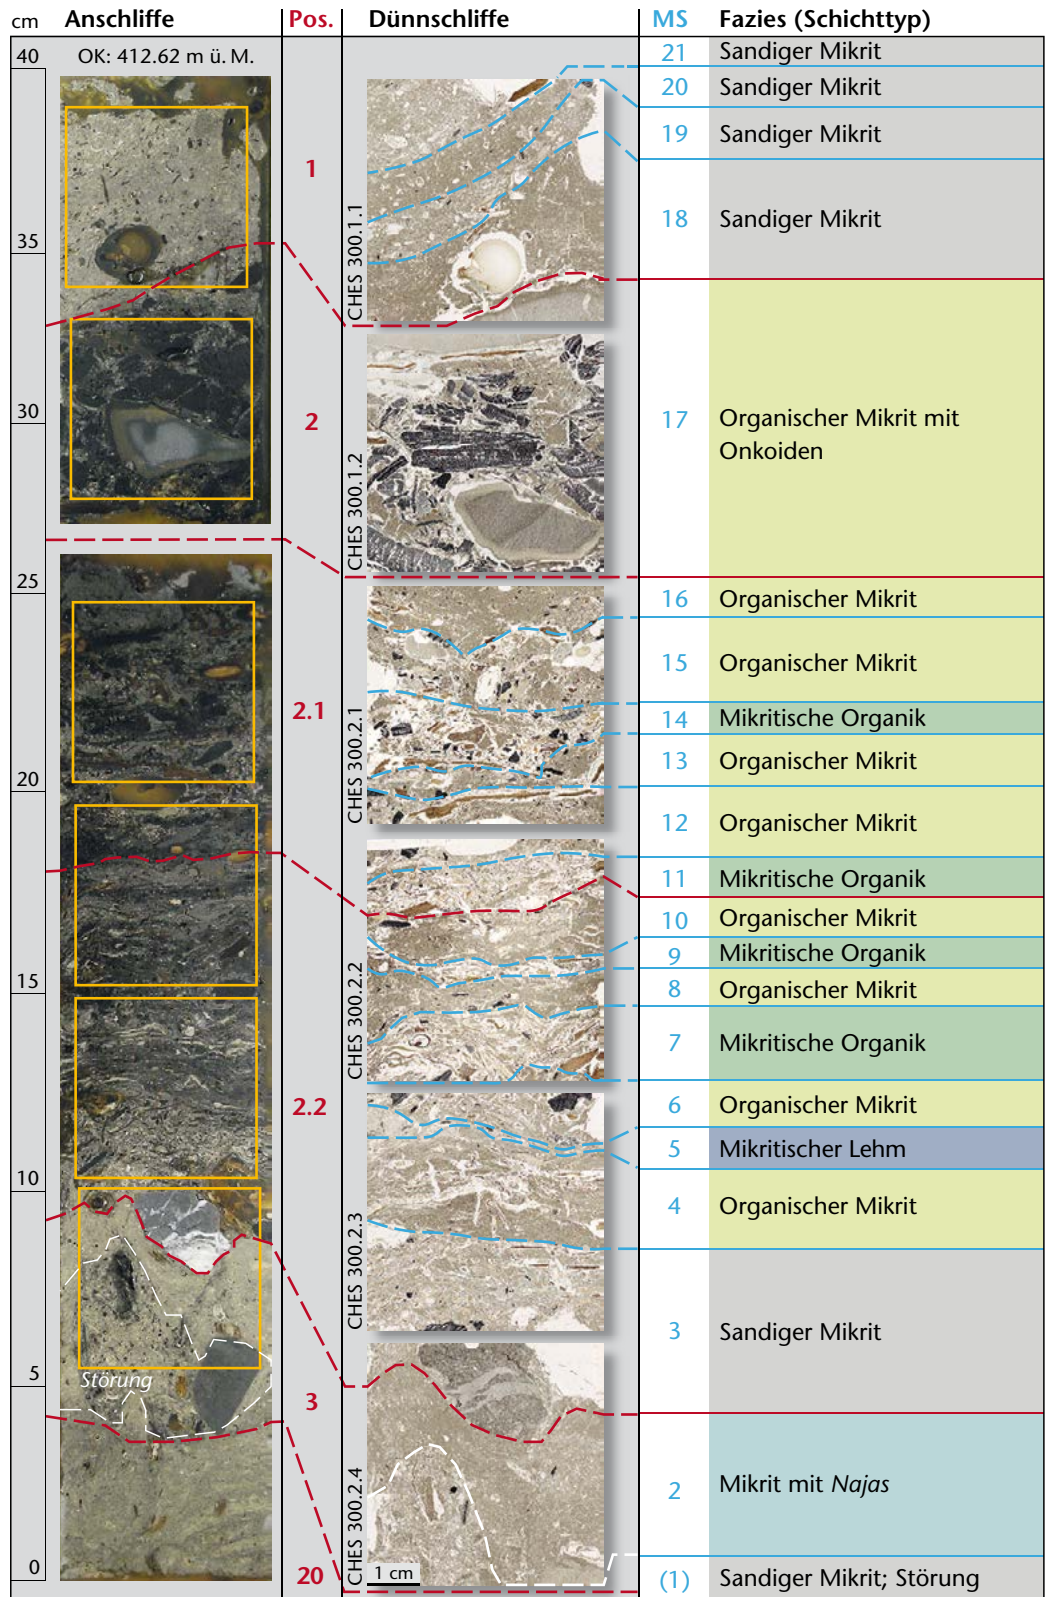 cm Anschliffe Pos. Dünnschliffe MS Fazies (Schichttyp)
OK: 412.62 m ü. M.
40
35
30
25
20
15
10
5
0
Störung
1
2
2.1
2.2
3
20
CHES 300.1.1
CHES 300.1.2
CHES 300.2.1
CHES 300.2.2
CHES 300.2.3
CHES 300.2.4
1 cm
21 Sandiger Mikrit
20 Sandiger Mikrit
19 Sandiger Mikrit
18 Sandiger Mikrit
17 Organischer Mikrit mit
Onkoiden
16 Organischer Mikrit
15 Organischer Mikrit
14 Mikritische Organik
13 Organischer Mikrit
12 Organischer Mikrit
11 Mikritische Organik
10 Organischer Mikrit
9 Mikritische Organik
8 Organischer Mikrit
7 Mikritische Organik
6 Organischer Mikrit
5 Mikritischer Lehm
4 Organischer Mikrit
3 Sandiger Mikrit
2 Mikrit mit Najas
(1) Sandiger Mikrit; Störung